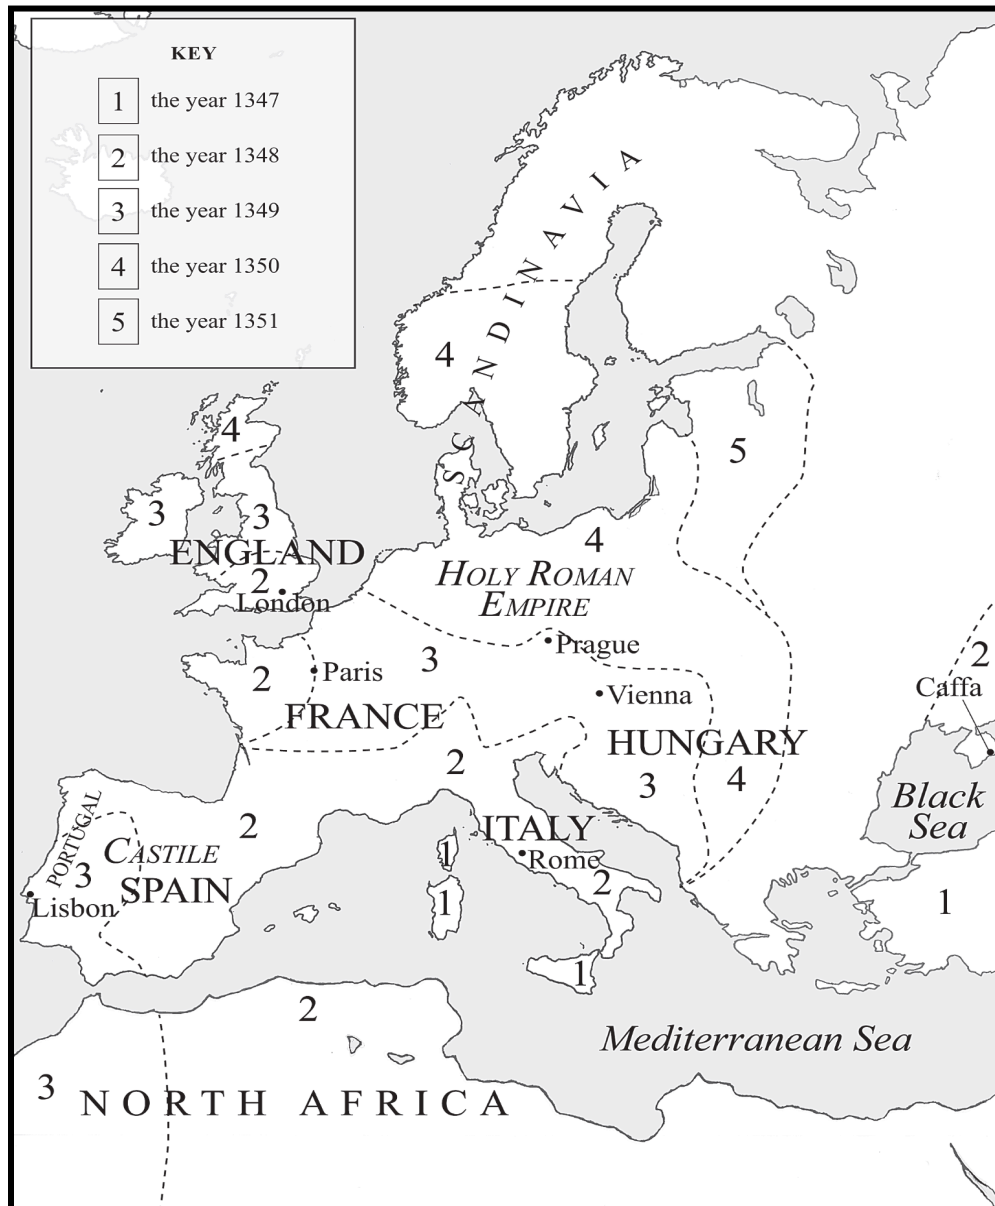 KEY
1 the year 1347
2 the year 1348
3 the year 1349
4 the year 1350
5 the year 1351
SCANDINAVIA
4
4
5
3
3
ENGLAND
2
London
4
HOLY ROMAN
EMPIRE
Prague
2
Paris
3
2
Caffa
Vienna
FRANCE
HUNGARY
2
3
4
Black
Sea
PORTUGAL
2
CASTILE
ITALY
1
Rome
3
SPAIN
2
Lisbon
1
1
1
2
Mediterranean Sea
3
NORTH AFRICA